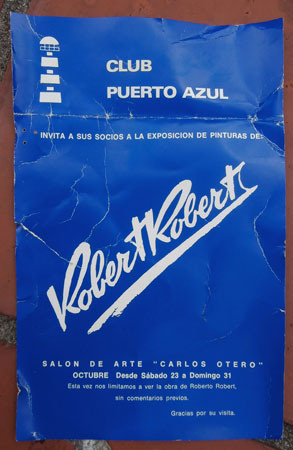 CLUB
PUERTO AZUL
INVITA A SUS SOCIOS A LA EXPOSICION DE PINTURAS DE:
Robert Robert
SALON DE ARTE "CARLOS OTERO"
OCTUBRE Desde Sábado 23 a Domingo 31
Esta vez nos limitamos a ver la obra de Roberto Robert,
sin comentarios previos.
Gracias por su visita.